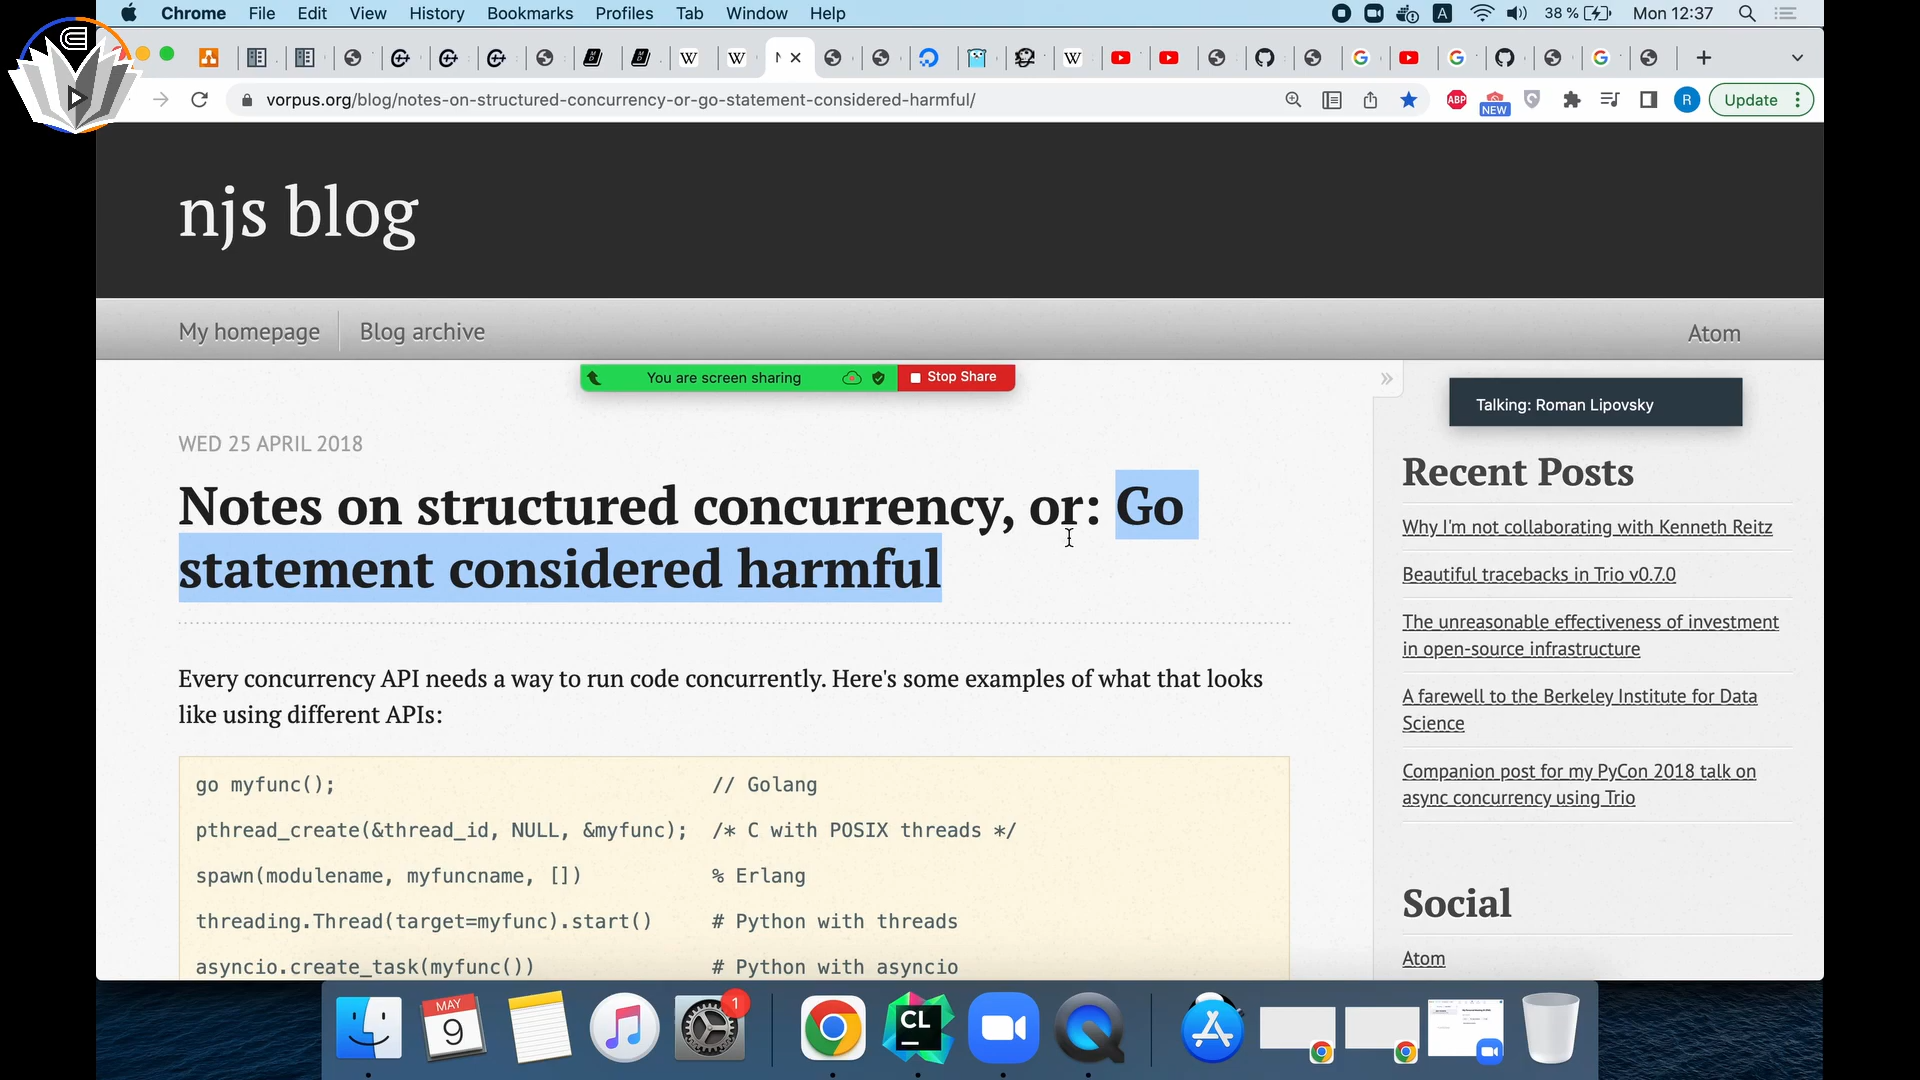 Chrome File Edit View History Bookmarks Profiles Tab Window Help A 38 % Mon 12:37
vorpus.org/blog/notes-on-structured-concurrency-or-go-statement-considered-harmful/ ABP NEW R Update
njs blog
My homepage Blog archive Atom
You are screen sharing Stop Share
Talking: Roman Lipovsky
WED 25 APRIL 2018
Notes on structured concurrency, or: Go
statement considered harmful
Every concurrency API needs a way to run code concurrently. Here's some examples of what that looks
like using different APIs:
go myfunc(); // Golang
pthread_create(&thread_id, NULL, &myfunc); /* C with POSIX threads */
spawn(modulename, myfuncname, []) % Erlang
threading.Thread(target=myfunc).start() # Python with threads
asyncio.create_task(myfunc()) # Python with asyncio
Recent Posts
Why I'm not collaborating with Kenneth Reitz
Beautiful tracebacks in Trio v0.7.0
The unreasonable effectiveness of investment
in open-source infrastructure
A farewell to the Berkeley Institute for Data
Science
Companion post for my PyCon 2018 talk on
async concurrency using Trio
Social
Atom
MAY
9
1
CL